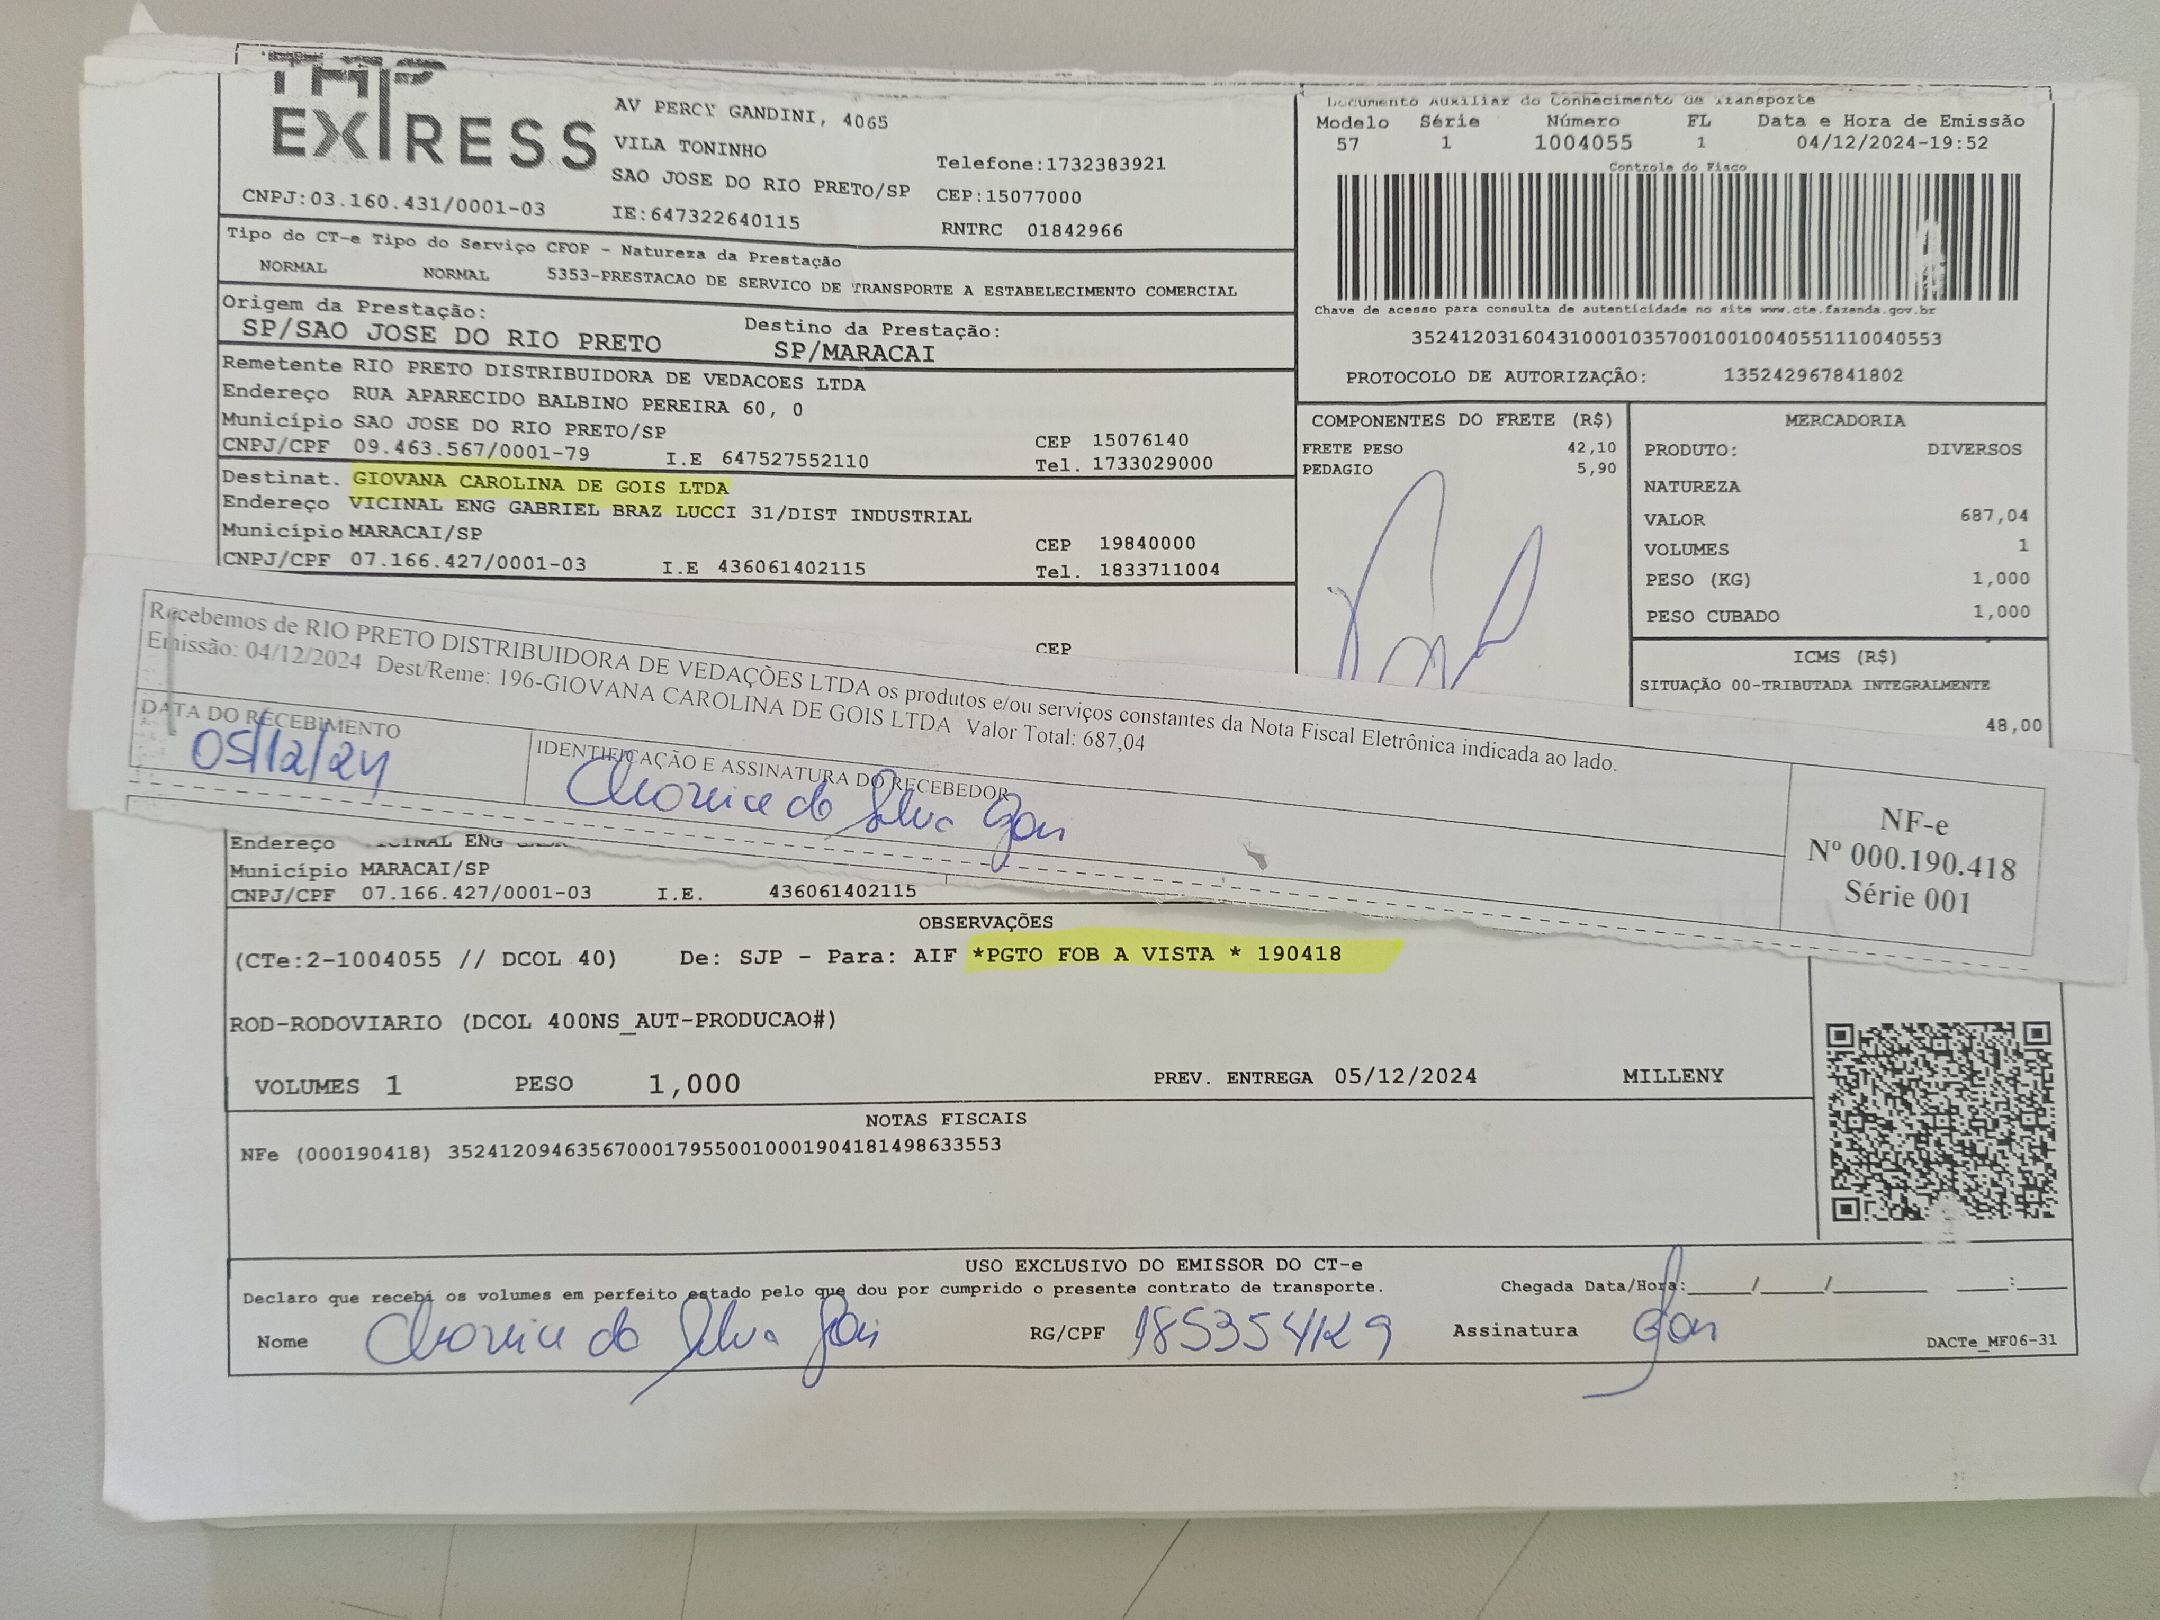 EXPRESS
AV PERCY GANDINI, 4065
VILA TONINHO
SAO JOSE DO RIO PRETO/SP
Telefone:1732383921
CEP:15077000
CNPJ:03.160.431/0001-03
IE:647322640115
RNTRC 01842966
Documento Auxiliar do Conhecimento de Transporte
Modelo Série Número FL Data e Hora de Emissão
57 1 1004055 1 04/12/2024-19:52
Controle do Fisco
Chave de acesso para consulta de autenticidade no site www.cte.fazenda.gov.br
35241203160431000103570010010040551110040553
PROTOCOLO DE AUTORIZAÇÃO: 135242967841802
Tipo do CT-e Tipo do Serviço CFOP - Natureza da Prestação
NORMAL NORMAL 5353-PRESTACAO DE SERVICO DE TRANSPORTE A ESTABELECIMENTO COMERCIAL
Origem da Prestação:
SP/SAO JOSE DO RIO PRETO
Destino da Prestação:
SP/MARACAI
Remetente RIO PRETO DISTRIBUIDORA DE VEDACOES LTDA
Endereço RUA APARECIDO BALBINO PEREIRA 60, 0
Município SAO JOSE DO RIO PRETO/SP CEP 15076140
CNPJ/CPF 09.463.567/0001-79 I.E 647527552110 Tel. 1733029000
Destinat. GIOVANA CAROLINA DE GOIS LTDA
Endereço VICINAL ENG GABRIEL BRAZ LUCCI 31/DIST INDUSTRIAL
Município MARACAI/SP CEP 19840000
CNPJ/CPF 07.166.427/0001-03 I.E 436061402115 Tel. 1833711004
CEP
COMPONENTES DO FRETE (R$)
FRETE PESO 42,10
PEDAGIO 5,90
MERCADORIA
PRODUTO: DIVERSOS
NATUREZA
VALOR 687,04
VOLUMES 1
PESO (KG) 1,000
PESO CUBADO 1,000
ICMS (R$)
SITUAÇÃO 00-TRIBUTADA INTEGRALMENTE
48,00
Recebemos de RIO PRETO DISTRIBUIDORA DE VEDAÇÕES LTDA os produtos e/ou serviços constantes da Nota Fiscal Eletrônica indicada ao lado.
Emissão: 04/12/2024 Dest/Reme: 196-GIOVANA CAROLINA DE GOIS LTDA Valor Total: 687,04
DATA DO RECEBIMENTO
05/12/24
IDENTIFICAÇÃO E ASSINATURA DO RECEBEDOR
da Silva Gois
NF-e
Nº 000.190.418
Série 001
Endereço VICINAL ENG
Município MARACAI/SP
CNPJ/CPF 07.166.427/0001-03 I.E. 436061402115
OBSERVAÇÕES
(CTe:2-1004055 // DCOL 40) De: SJP - Para: AIF *PGTO FOB A VISTA * 190418
ROD-RODOVIARIO (DCOL 400NS_AUT-PRODUCAO#)
VOLUMES 1 PESO 1,000 PREV. ENTREGA 05/12/2024 MILLENY
NOTAS FISCAIS
NFe (000190418) 35241209463567000179550010001904181498633553
USO EXCLUSIVO DO EMISSOR DO CT-e
Declaro que recebi os volumes em perfeito estado pelo que dou por cumprido o presente contrato de transporte. Chegada Data/Hora:____/____/______ ___:___
Nome da Silva Gois RG/CPF Assinatura Gois
DACTe_MF06-31